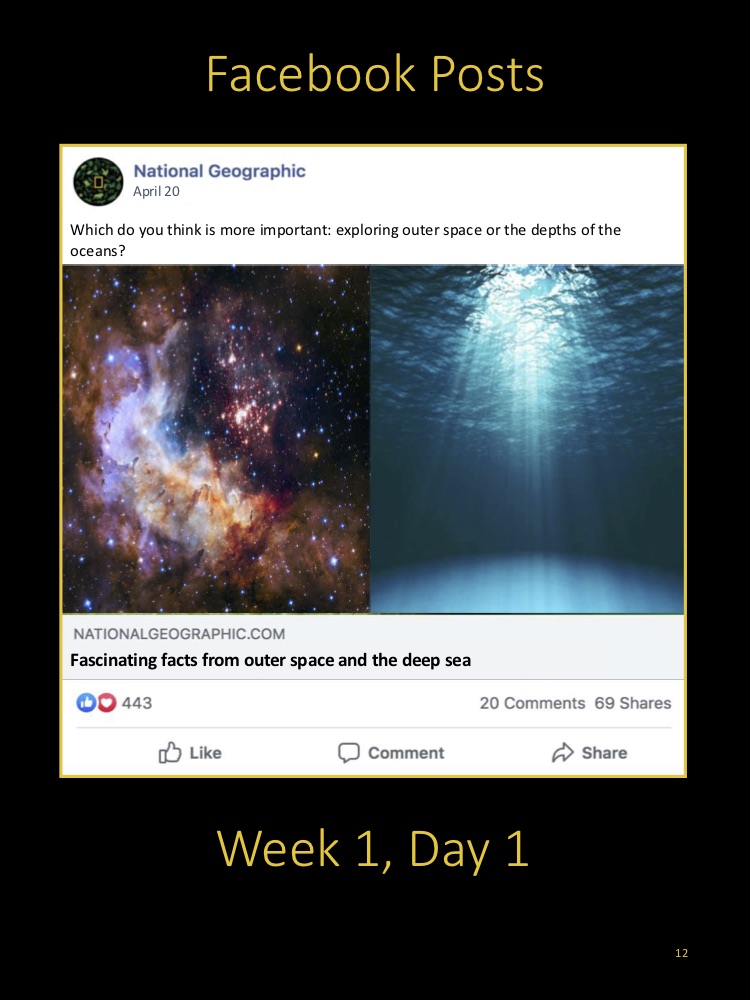 Facebook Posts
National Geographic
April 20
Which do you think is more important: exploring outer space or the depths of the
oceans?
NATIONALGEOGRAPHIC.COM
Fascinating facts from outer space and the deep sea
443
20 Comments 69 Shares
Like
Comment
Share
Week 1, Day 1
12